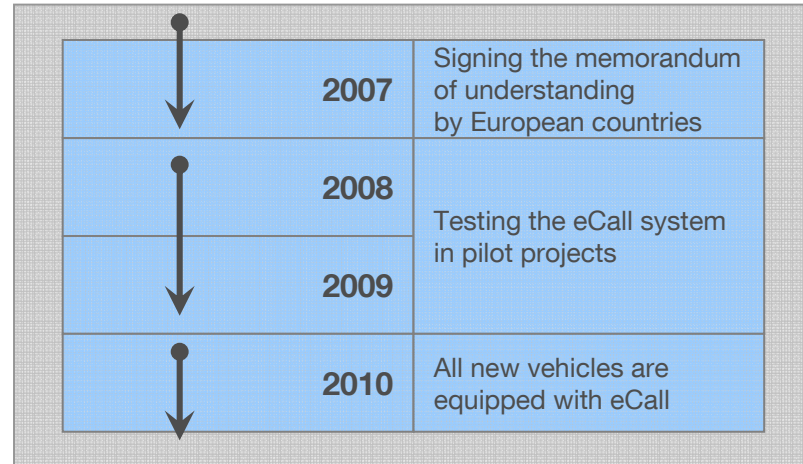 2007
Signing the memorandum
of understanding
by European countries
2008
2009
Testing the eCall system
in pilot projects
2010
All new vehicles are
equipped with eCall